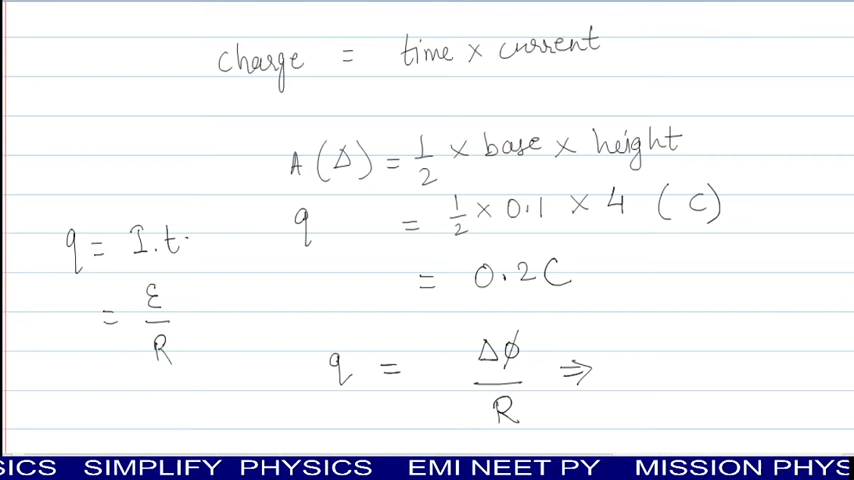 charge = time × current
A (Δ) = 1/2 × base × height
q = 1/2 × 0.1 × 4 (C)
= 0.2 C
q = I.t.
= ε/R
q = Δϕ/R ⇒
SICS SIMPLIFY PHYSICS EMI NEET PY MISSION PHYS